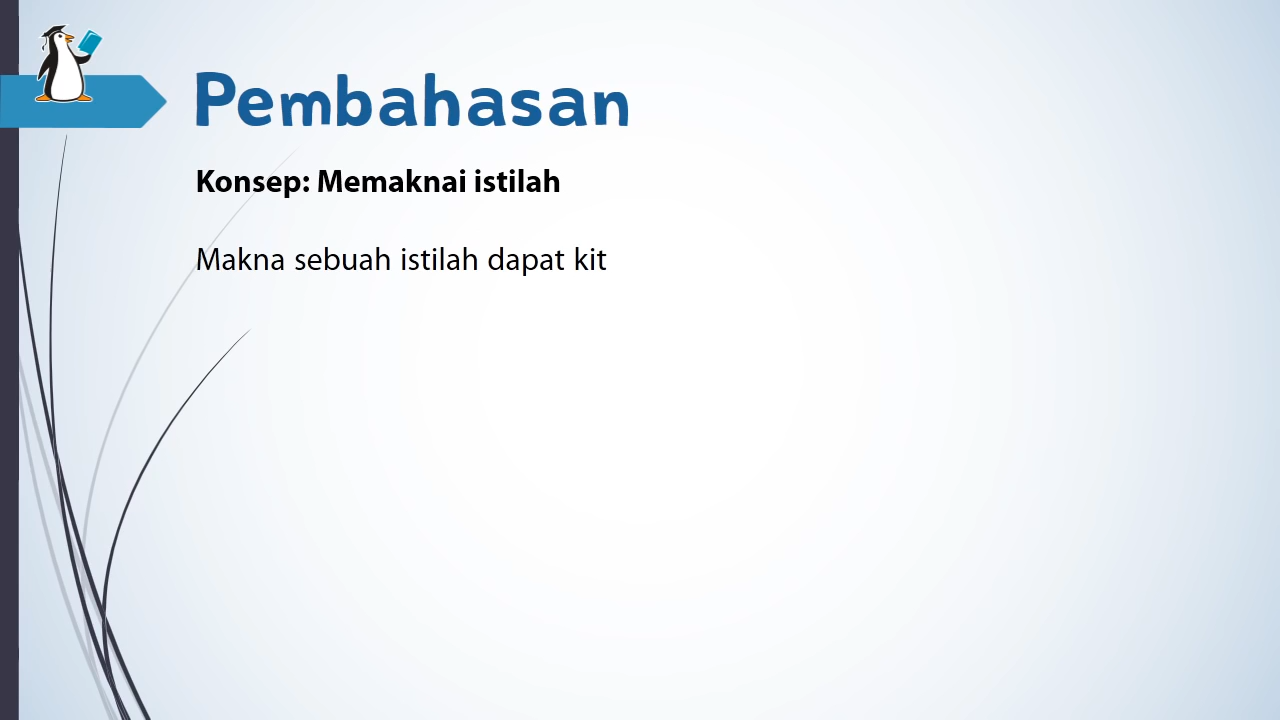 Pembahasan
Konsep: Memaknai istilah
Makna sebuah istilah dapat kit